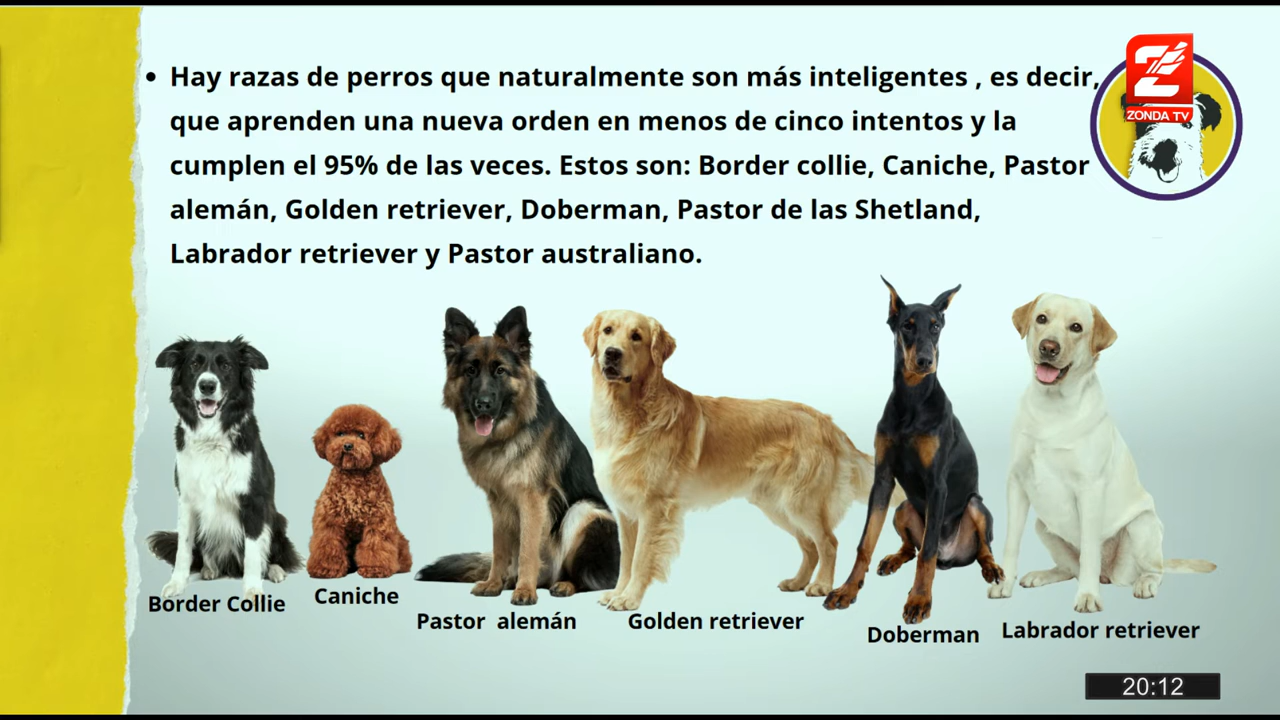 Hay razas de perros que naturalmente son más inteligentes , es decir,
que aprenden una nueva orden en menos de cinco intentos y la
cumplen el 95% de las veces. Estos son: Border collie, Caniche, Pastor
alemán, Golden retriever, Doberman, Pastor de las Shetland,
Labrador retriever y Pastor australiano.
ZONDA TV
Border Collie
Caniche
Pastor alemán
Golden retriever
Doberman
Labrador retriever
20:12